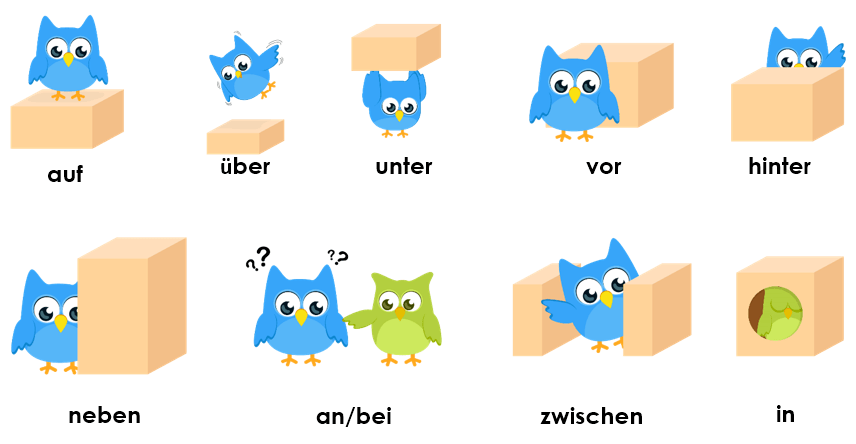 ??
??
auf
über
unter
vor
hinter
neben
an/bei
zwischen
in